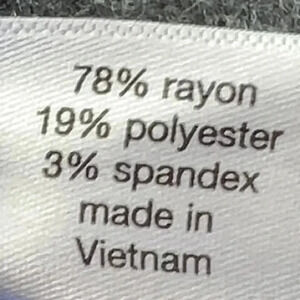 78% rayon
19% polyester
3% spandex
made in
Vietnam